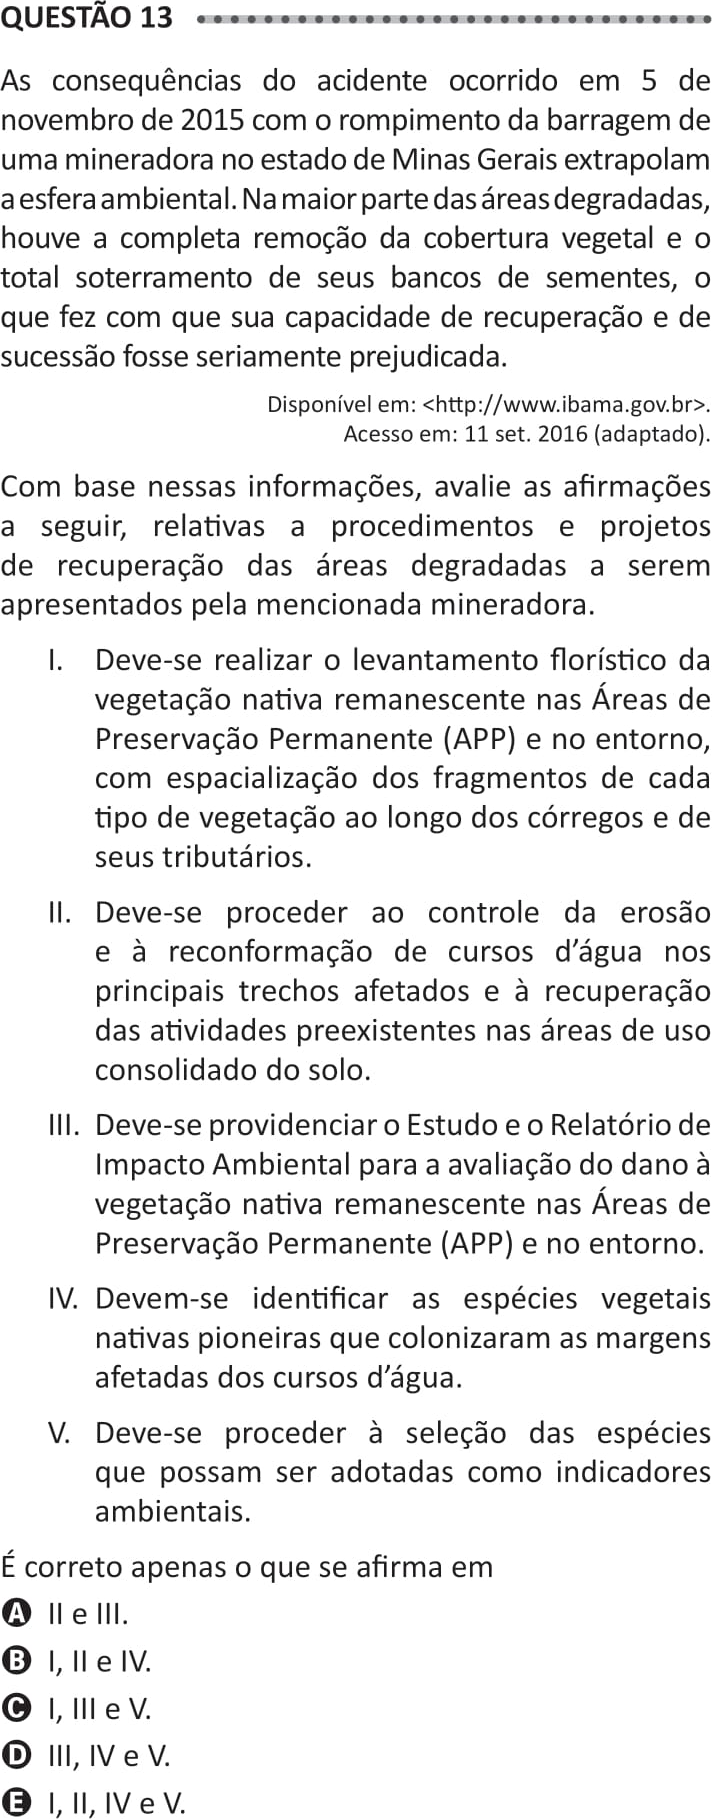 QUESTÃO 13
As consequências do acidente ocorrido em 5 de
novembro de 2015 com o rompimento da barragem de
uma mineradora no estado de Minas Gerais extrapolam
a esfera ambiental. Na maior parte das áreas degradadas,
houve a completa remoção da cobertura vegetal e o
total soterramento de seus bancos de sementes, o
que fez com que sua capacidade de recuperação e de
sucessão fosse seriamente prejudicada.
Disponível em: <http://www.ibama.gov.br>.
Acesso em: 11 set. 2016 (adaptado).
Com base nessas informações, avalie as afirmações
a seguir, relativas a procedimentos e projetos
de recuperação das áreas degradadas a serem
apresentados pela mencionada mineradora.
I. Deve-se realizar o levantamento florístico da
vegetação nativa remanescente nas Áreas de
Preservação Permanente (APP) e no entorno,
com espacialização dos fragmentos de cada
tipo de vegetação ao longo dos córregos e de
seus tributários.
II. Deve-se proceder ao controle da erosão
e à reconformação de cursos d’água nos
principais trechos afetados e à recuperação
das atividades preexistentes nas áreas de uso
consolidado do solo.
III. Deve-se providenciar o Estudo e o Relatório de
Impacto Ambiental para a avaliação do dano à
vegetação nativa remanescente nas Áreas de
Preservação Permanente (APP) e no entorno.
IV. Devem-se identificar as espécies vegetais
nativas pioneiras que colonizaram as margens
afetadas dos cursos d’água.
V. Deve-se proceder à seleção das espécies
que possam ser adotadas como indicadores
ambientais.
É correto apenas o que se afirma em
A II e III.
B I, II e IV.
C I, III e V.
D III, IV e V.
E I, II, IV e V.